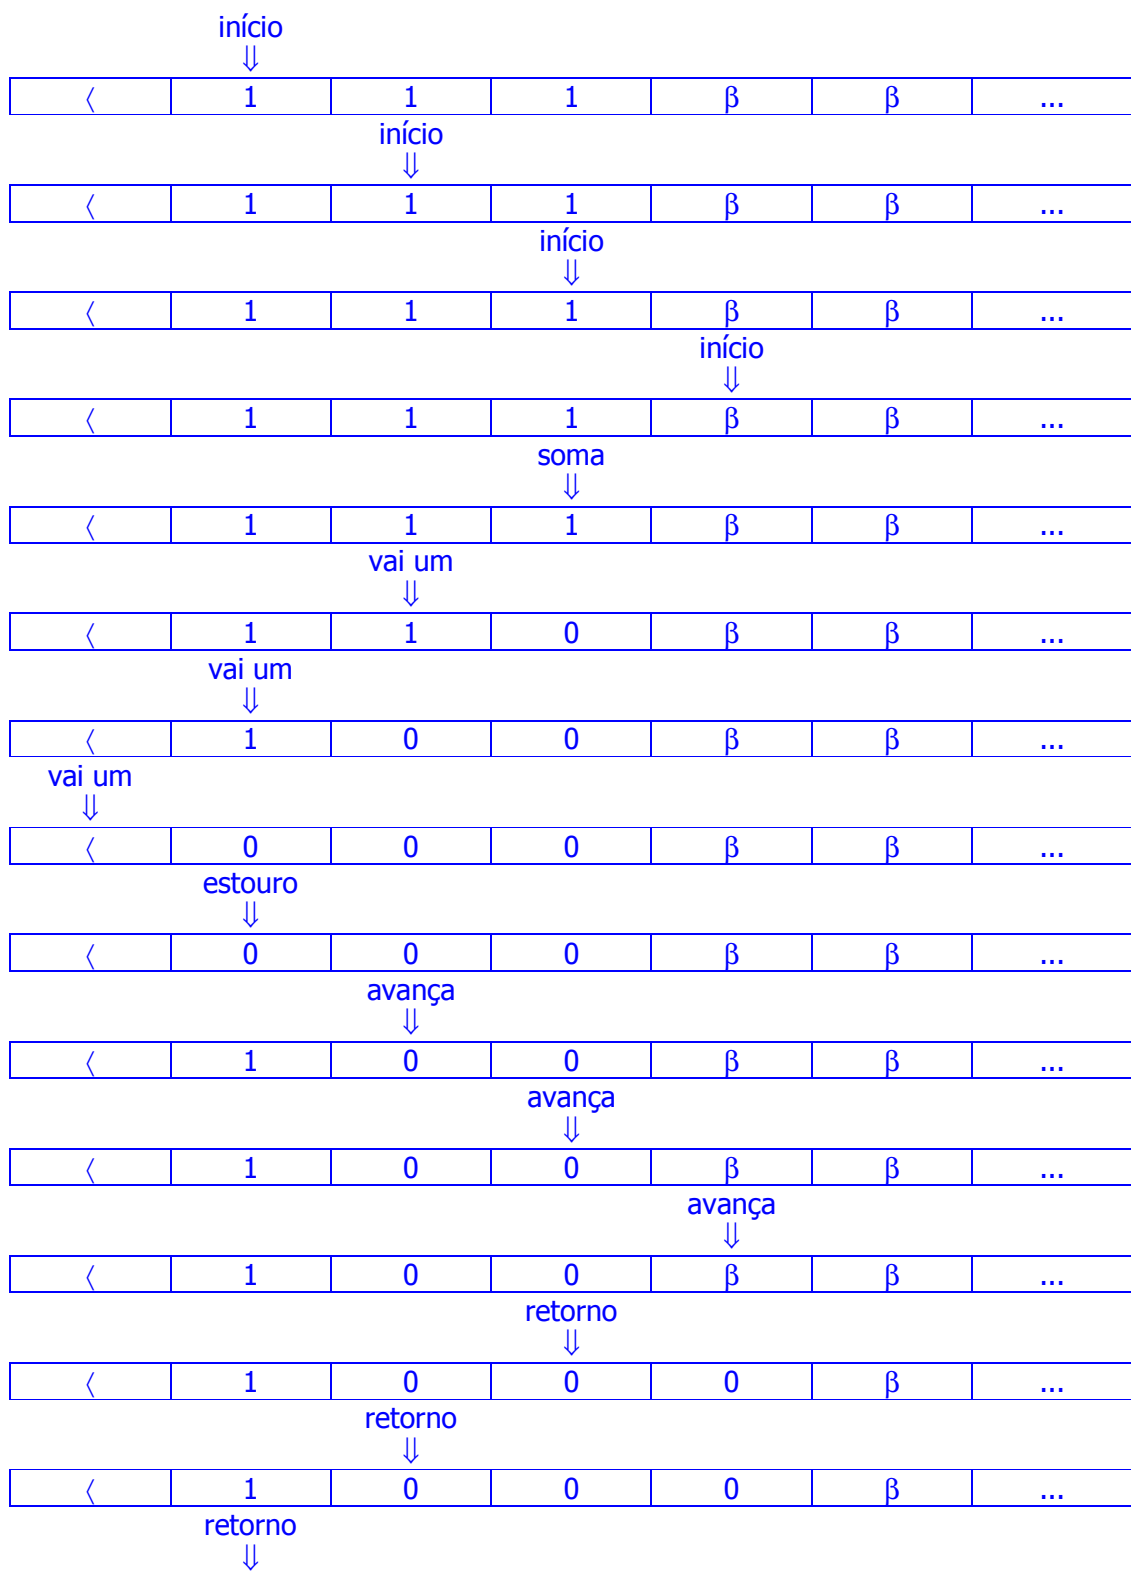 início
⇓
〈 1 1 1 β β ...
início
⇓
〈 1 1 1 β β ...
início
⇓
〈 1 1 1 β β ...
início
⇓
〈 1 1 1 β β ...
soma
⇓
〈 1 1 1 β β ...
vai um
⇓
〈 1 1 0 β β ...
vai um
⇓
〈 1 0 0 β β ...
vai um
⇓
〈 0 0 0 β β ...
estouro
⇓
〈 0 0 0 β β ...
avança
⇓
〈 1 0 0 β β ...
avança
⇓
〈 1 0 0 β β ...
avança
⇓
〈 1 0 0 β β ...
retorno
⇓
〈 1 0 0 0 β ...
retorno
⇓
〈 1 0 0 0 β ...
retorno
⇓